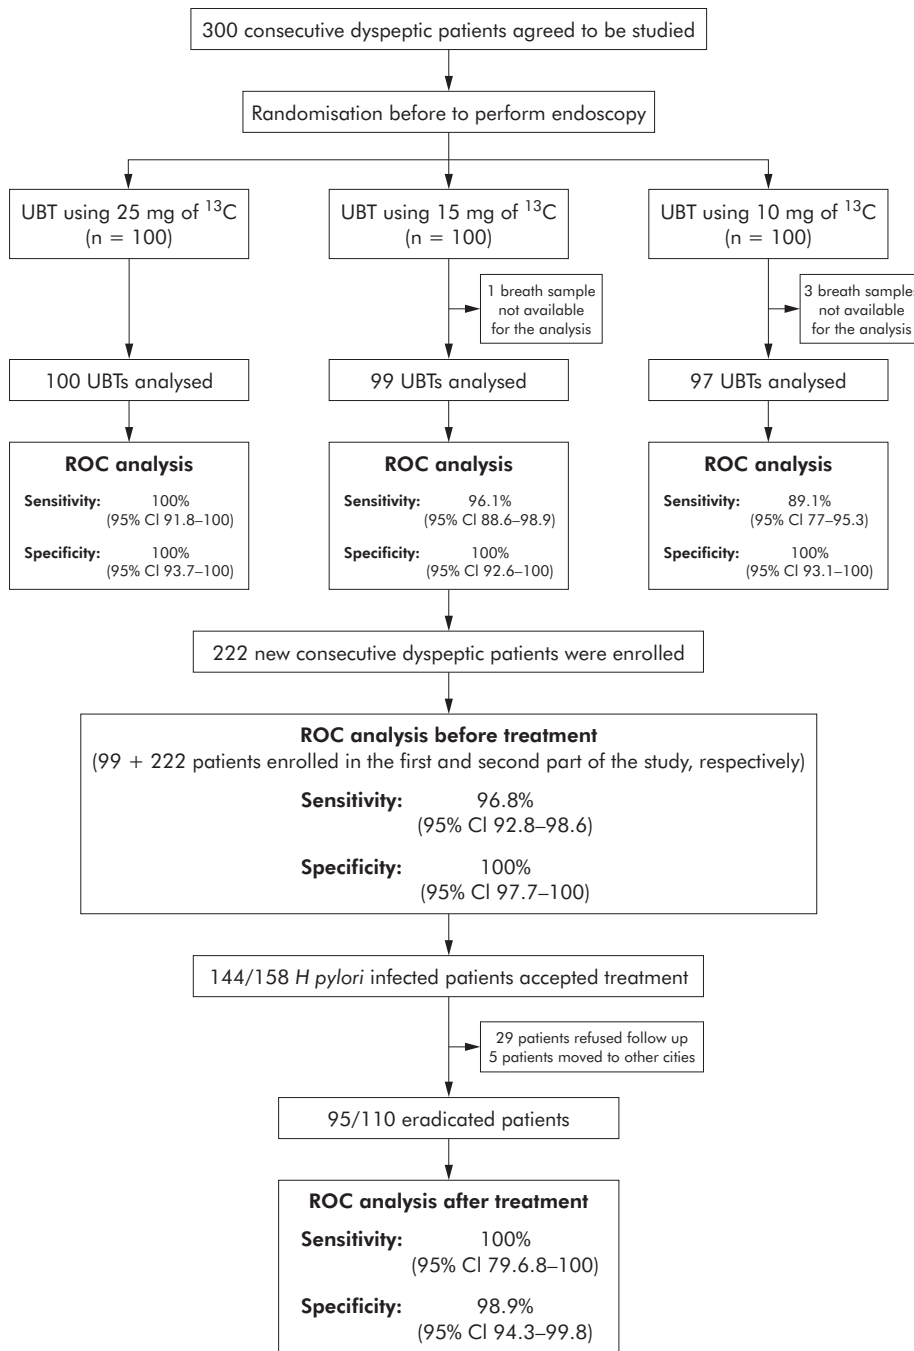 300 consecutive dyspeptic patients agreed to be studied
Randomisation before to perform endoscopy
UBT using 25 mg of ¹³C
(n = 100)
UBT using 15 mg of ¹³C
(n = 100)
UBT using 10 mg of ¹³C
(n = 100)
1 breath sample
not available
for the analysis
3 breath samples
not available
for the analysis
100 UBTs analysed
99 UBTs analysed
97 UBTs analysed
ROC analysis
Sensitivity: 100%
(95% CI 91.8–100)
Specificity: 100%
(95% CI 93.7–100)
ROC analysis
Sensitivity: 96.1%
(95% CI 88.6–98.9)
Specificity: 100%
(95% CI 92.6–100)
ROC analysis
Sensitivity: 89.1%
(95% CI 77–95.3)
Specificity: 100%
(95% CI 93.1–100)
222 new consecutive dyspeptic patients were enrolled
ROC analysis before treatment
(99 + 222 patients enrolled in the first and second part of the study, respectively)
Sensitivity: 96.8%
(95% CI 92.8–98.6)
Specificity: 100%
(95% CI 97.7–100)
144/158 H pylori infected patients accepted treatment
29 patients refused follow up
5 patients moved to other cities
95/110 eradicated patients
ROC analysis after treatment
Sensitivity: 100%
(95% CI 79.6.8–100)
Specificity: 98.9%
(95% CI 94.3–99.8)